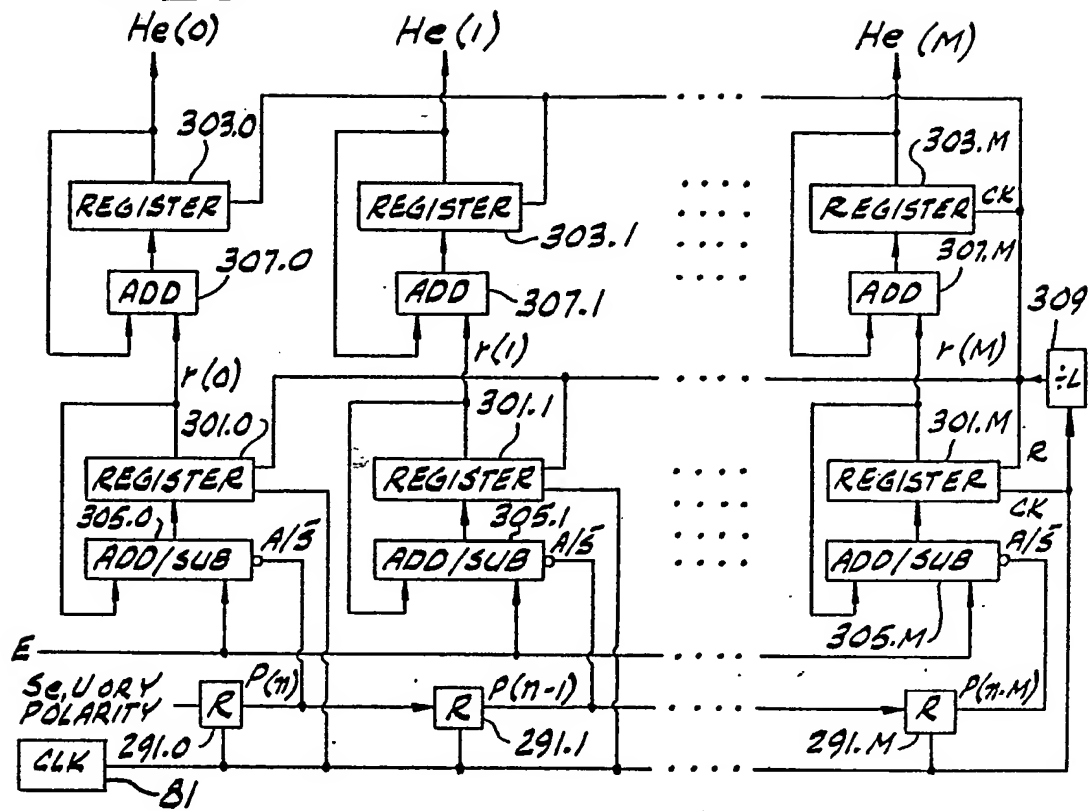 He(0) He(1) He(M)
303.0 303.M
REGISTER REGISTER REGISTER CK
303.1
307.0 307.M
ADD ADD ADD 309
307.1
r(0) r(1) r(M) ÷L
301.0 301.1 301.M
R
REGISTER REGISTER REGISTER
CK
305.0 A/S̄ 305.1 A/S̄ A/S̄
ADD/SUB ADD/SUB ADD/SUB
305.M
E
Se,U OR Y P(n) P(n-1) P(n-M)
POLARITY R R R
291.0 291.1 291.M
CLK
81